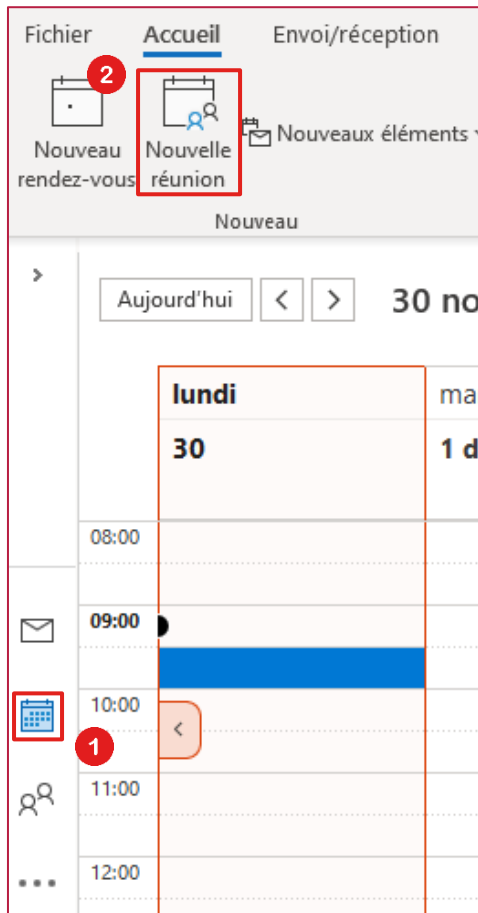 Fichier Accueil Envoi/réception
2
Nouveau rendez-vous
Nouvelle réunion
Nouveaux éléments
Nouveau
Aujourd'hui 30 no
lundi ma
30 1 d
08:00
09:00
10:00
1
11:00
12:00